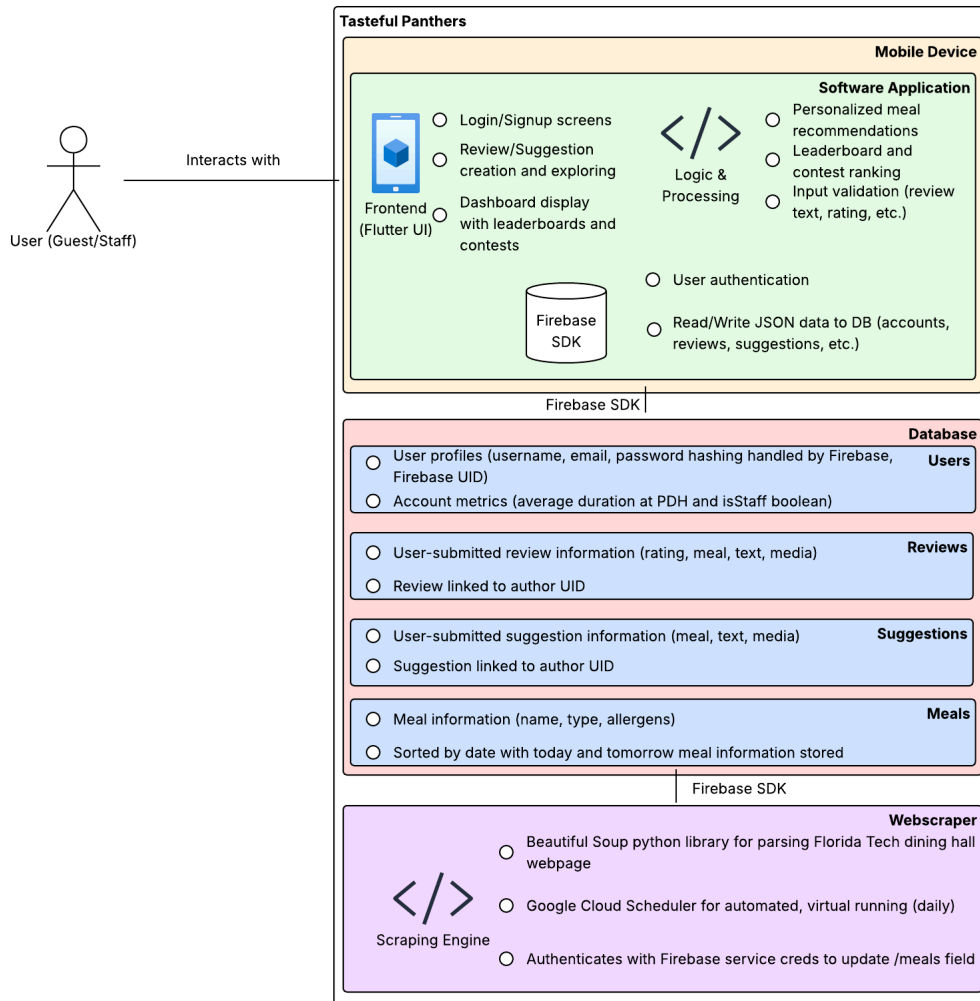 Tasteful Panthers
Mobile Device
Software Application
Login/Signup screens
Review/Suggestion
creation and exploring
Dashboard display
with leaderboards and
contests
Frontend
(Flutter UI)
Logic &
Processing
Personalized meal
recommendations
Leaderboard and
contest ranking
Input validation (review
text, rating, etc.)
Interacts with
User (Guest/Staff)
Firebase
SDK
User authentication
Read/Write JSON data to DB (accounts,
reviews, suggestions, etc.)
Firebase SDK
Database
Users
User profiles (username, email, password hashing handled by Firebase,
Firebase UID)
Account metrics (average duration at PDH and isStaff boolean)
Reviews
User-submitted review information (rating, meal, text, media)
Review linked to author UID
Suggestions
User-submitted suggestion information (meal, text, media)
Suggestion linked to author UID
Meals
Meal information (name, type, allergens)
Sorted by date with today and tomorrow meal information stored
Firebase SDK
Webscraper
Beautiful Soup python library for parsing Florida Tech dining hall
webpage
Google Cloud Scheduler for automated, virtual running (daily)
Scraping Engine
Authenticates with Firebase service creds to update /meals field